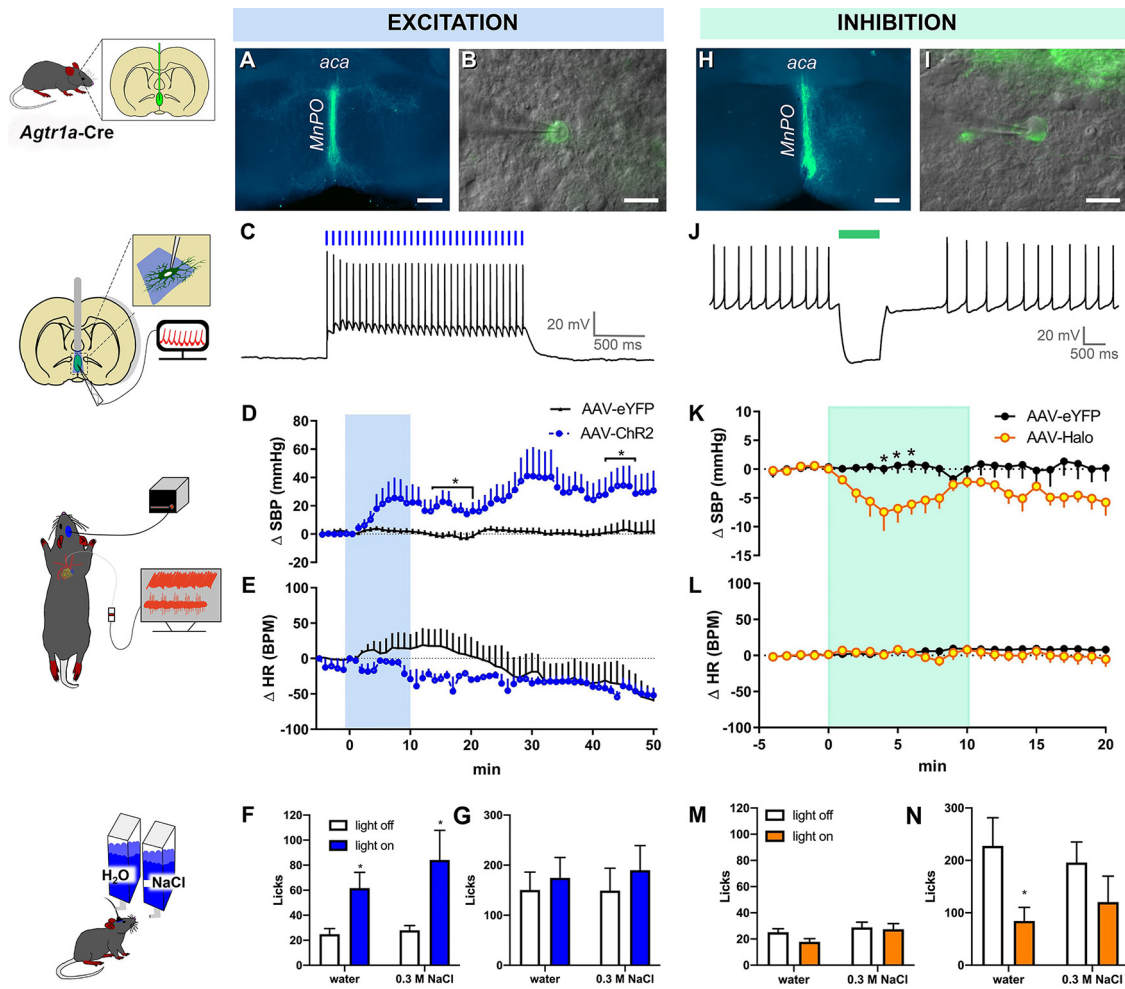 EXCITATION
INHIBITION
A
aca
MnPO
B
H
aca
MnPO
I
Agtr1a-Cre
C
20 mV
500 ms
J
20 mV
500 ms
D
AAV-eYFP
AAV-ChR2
Δ SBP (mmHg)
80
60
40
20
0
-20
*
*
K
AAV-eYFP
AAV-Halo
Δ SBP (mmHg)
10
5
0
-5
-10
-15
* * *
E
Δ HR (BPM)
100
50
0
-50
-100
0 10 20 30 40 50
min
L
Δ HR (BPM)
100
50
0
-50
-100
-5 0 5 10 15 20
min
H2O
NaCl
F
light off
light on
Licks
120
100
80
60
40
20
0
*
*
water 0.3 M NaCl
G
Licks
300
200
100
0
water 0.3 M NaCl
M
light off
light on
Licks
120
100
80
60
40
20
0
water 0.3 M NaCl
N
Licks
300
200
100
0
*
water 0.3 M NaCl